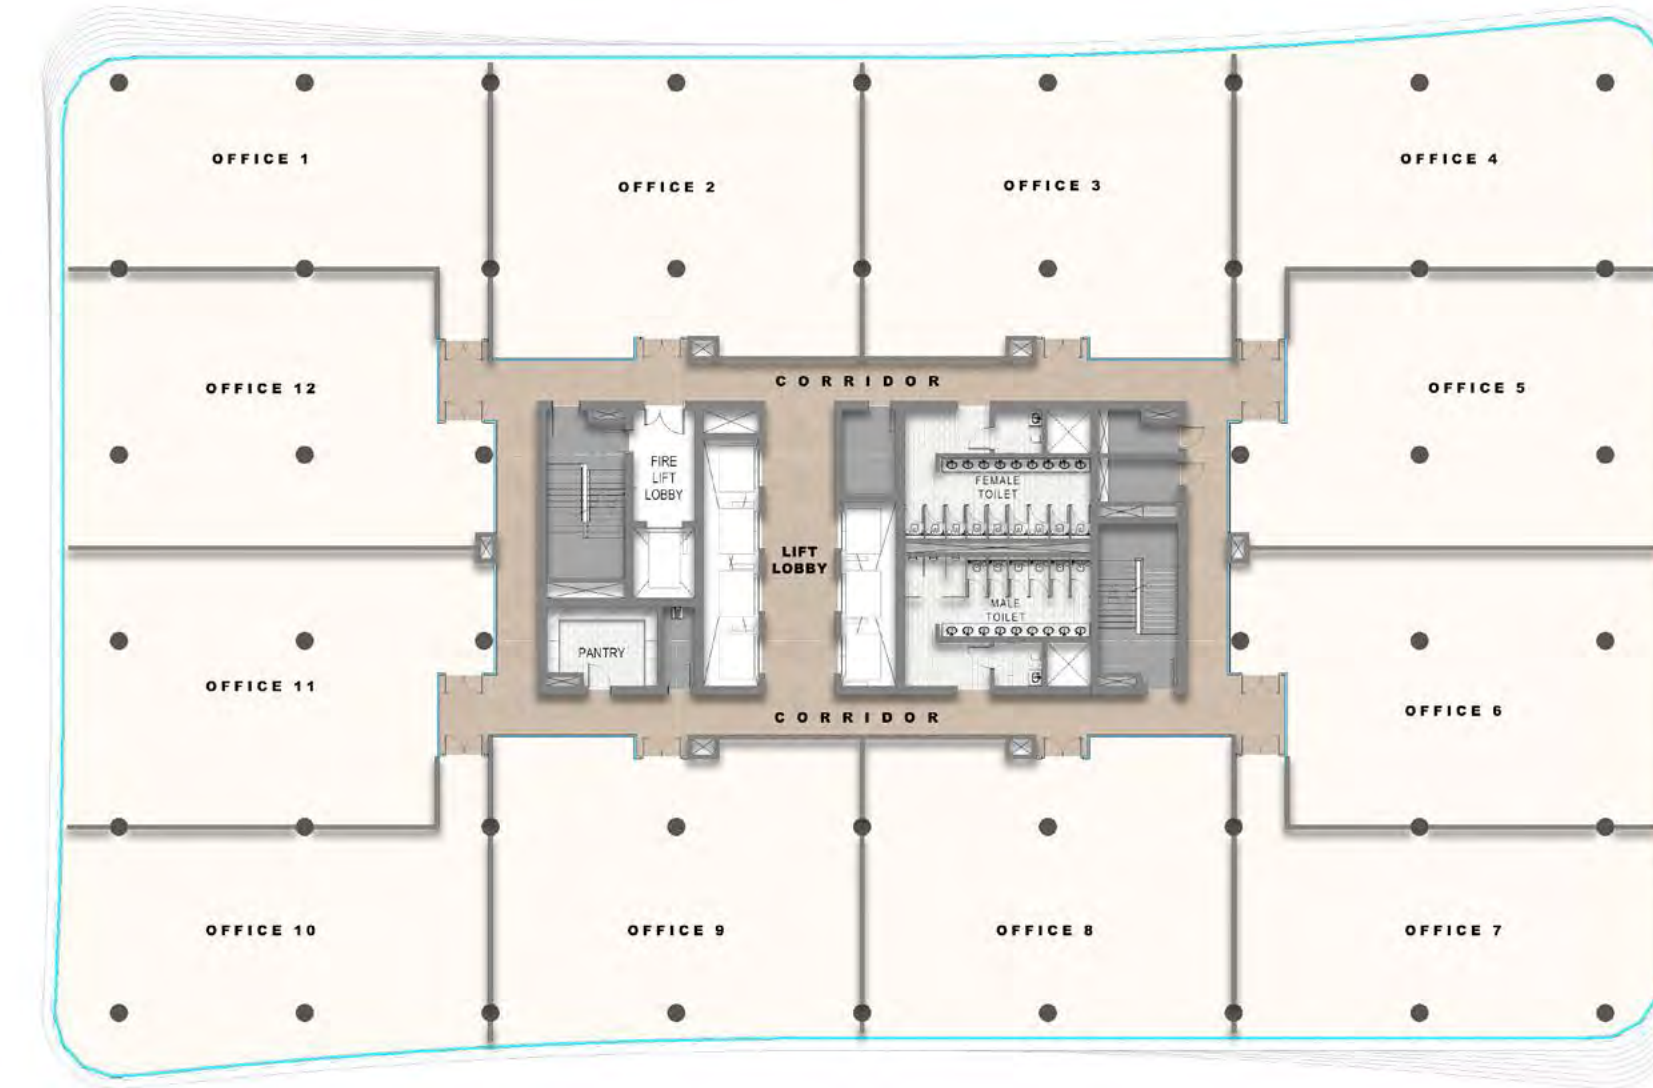 OFFICE 1
OFFICE 2
OFFICE 3
OFFICE 4
CORRIDOR
OFFICE 12
OFFICE 5
FIRE
LIFT
LOBBY
FEMALE
TOILET
LIFT
LOBBY
MALE
TOILET
PANTRY
OFFICE 11
OFFICE 6
CORRIDOR
OFFICE 10
OFFICE 9
OFFICE 8
OFFICE 7